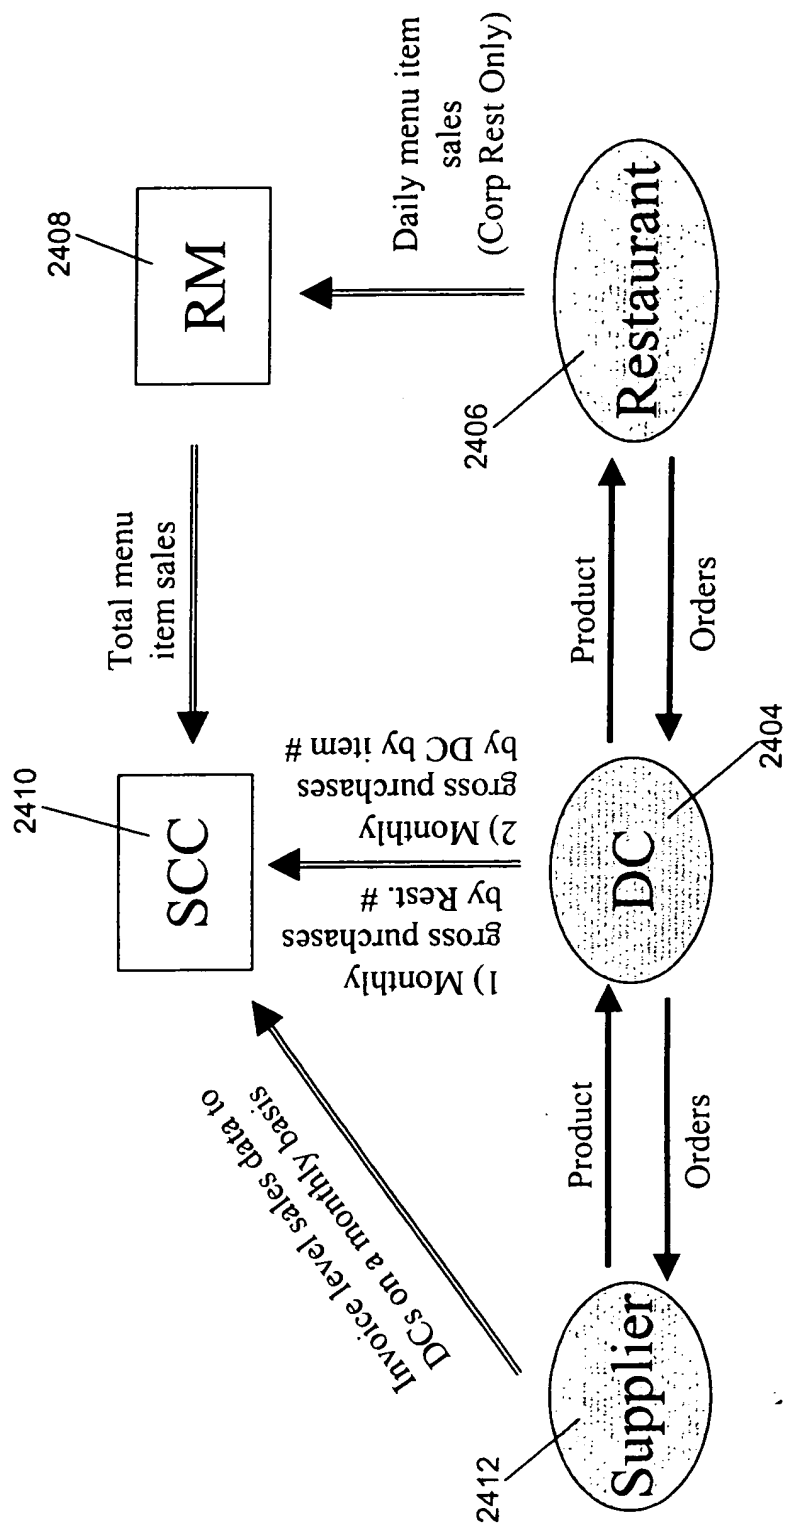 2410
SCC
Total menu
item sales
2408
RM
Invoice level sales data to
DCs on a monthly basis
1) Monthly
gross purchases
by Rest. #
2) Monthly
gross purchases
by DC by item #
Daily menu item
sales
(Corp Rest Only)
2412
Supplier
Product
Orders
DC
2404
Product
Orders
2406
Restaurant